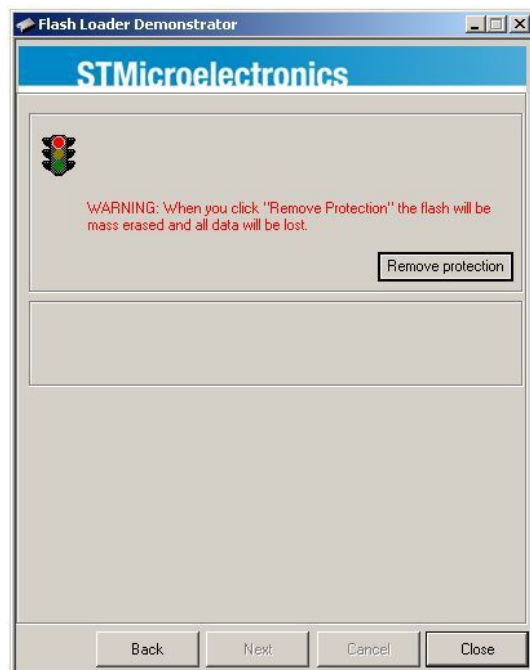 Flash Loader Demonstrator
STMicroelectronics
WARNING: When you click "Remove Protection" the flash will be
mass erased and all data will be lost.
Remove protection
Back Next Cancel Close